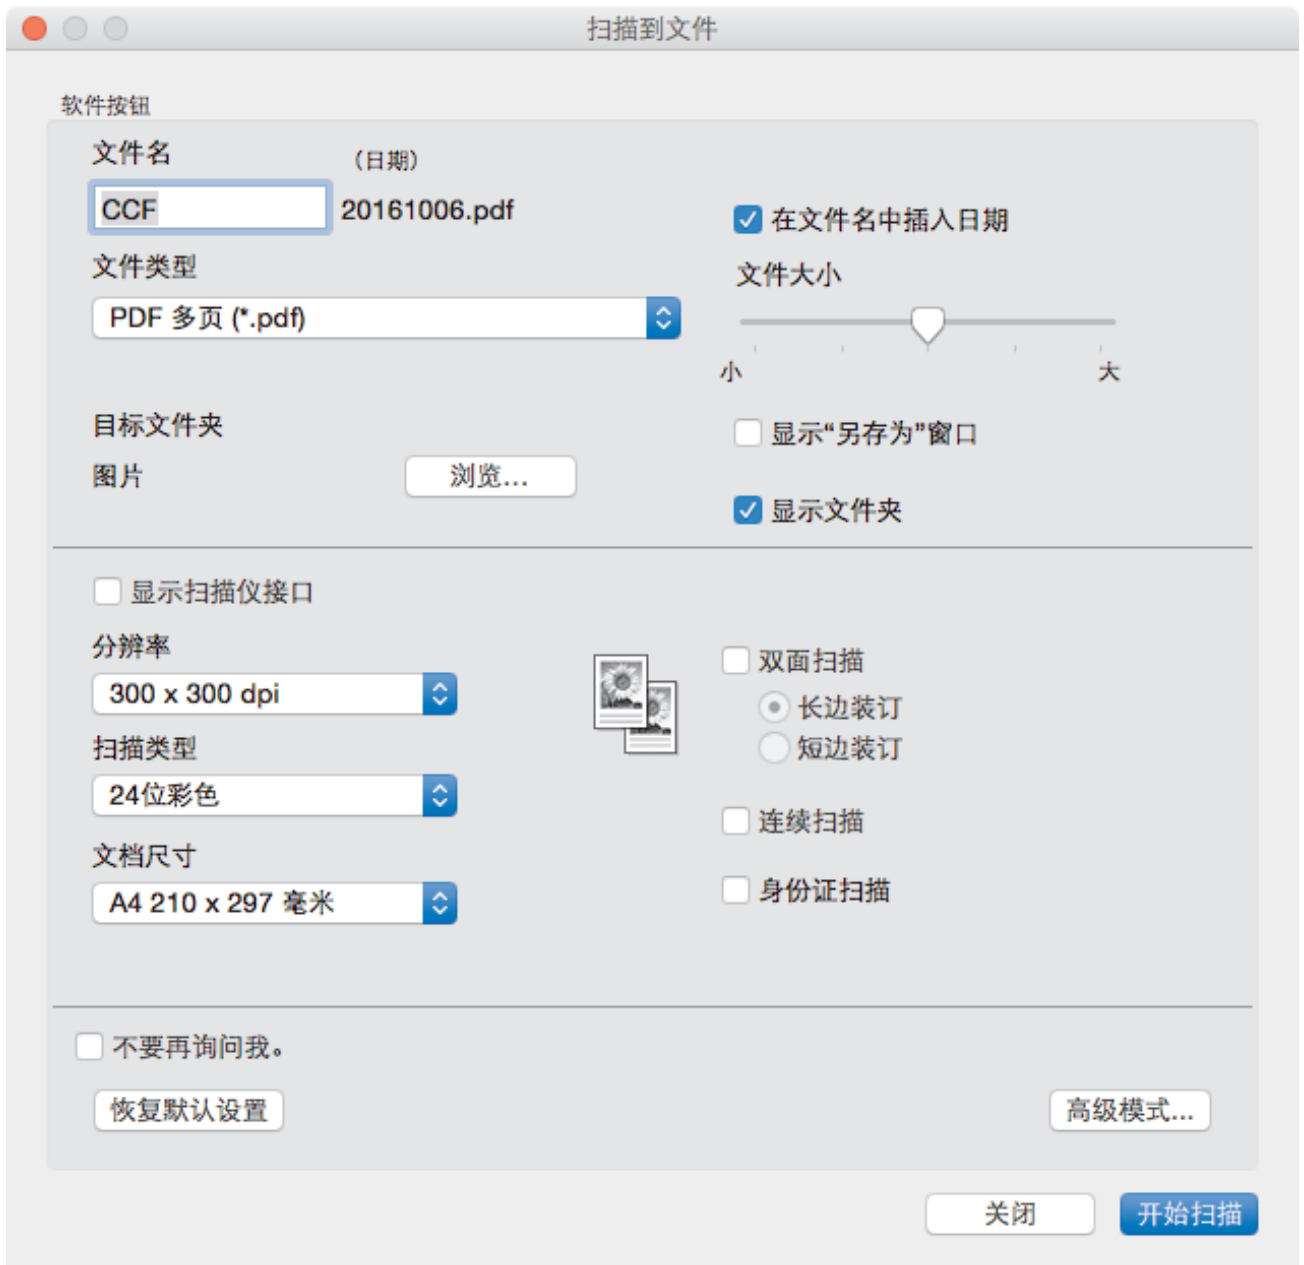 扫描到文件
软件按钮
文件名
（日期）
CCF
20161006.pdf
在文件名中插入日期
文件类型
文件大小
PDF 多页 (*.pdf)
小
大
目标文件夹
显示“另存为”窗口
图片
浏览...
显示文件夹
显示扫描仪接口
分辨率
双面扫描
300 x 300 dpi
长边装订
扫描类型
短边装订
24位彩色
连续扫描
文档尺寸
身份证扫描
A4 210 x 297 毫米
不要再询问我。
恢复默认设置
高级模式...
关闭
开始扫描